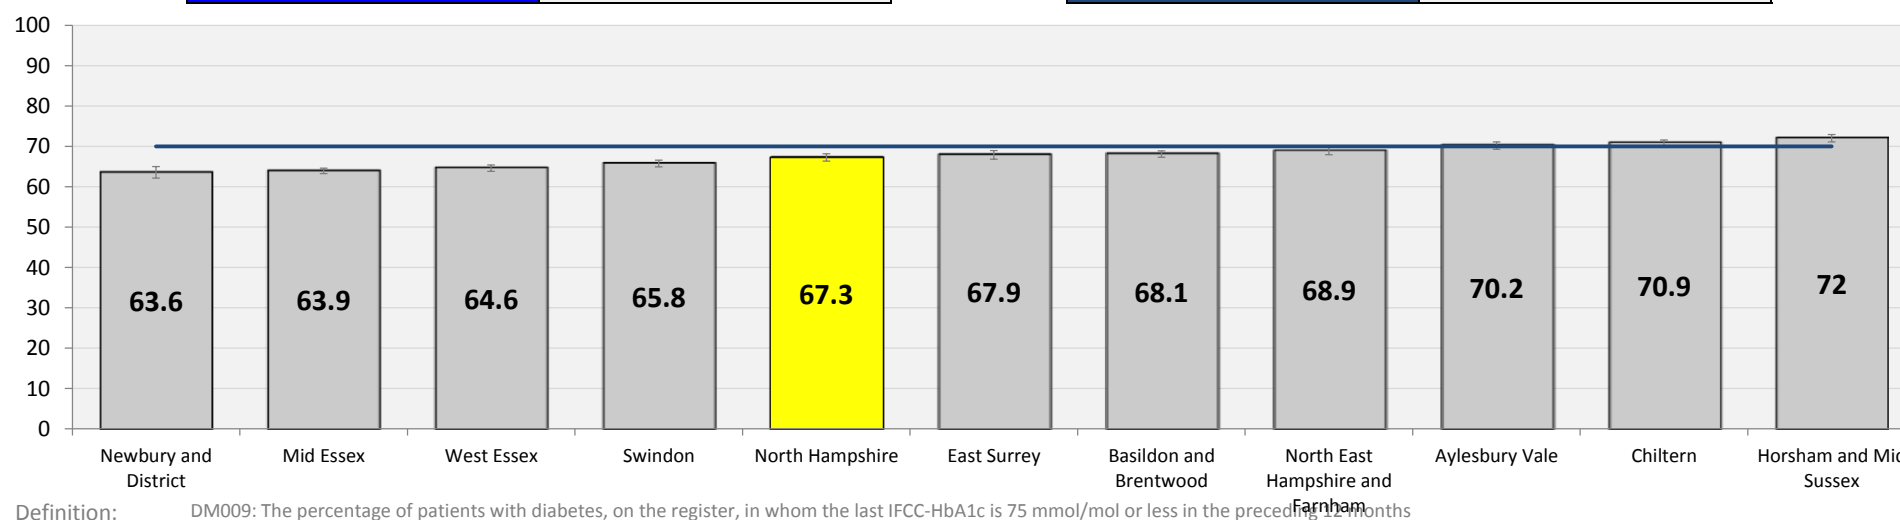 100
90
80
70
60
50
40
30
20
10
0
63.6
63.9
64.6
65.8
67.3
67.9
68.1
68.9
70.2
70.9
72
Newbury and
District
Mid Essex
West Essex
Swindon
North Hampshire
East Surrey
Basildon and
Brentwood
North East
Hampshire and
Farnham
Aylesbury Vale
Chiltern
Horsham and Mid
Sussex
Definition:
DM009: The percentage of patients with diabetes, on the register, in whom the last IFCC-HbA1c is 75 mmol/mol or less in the preceding 12 months